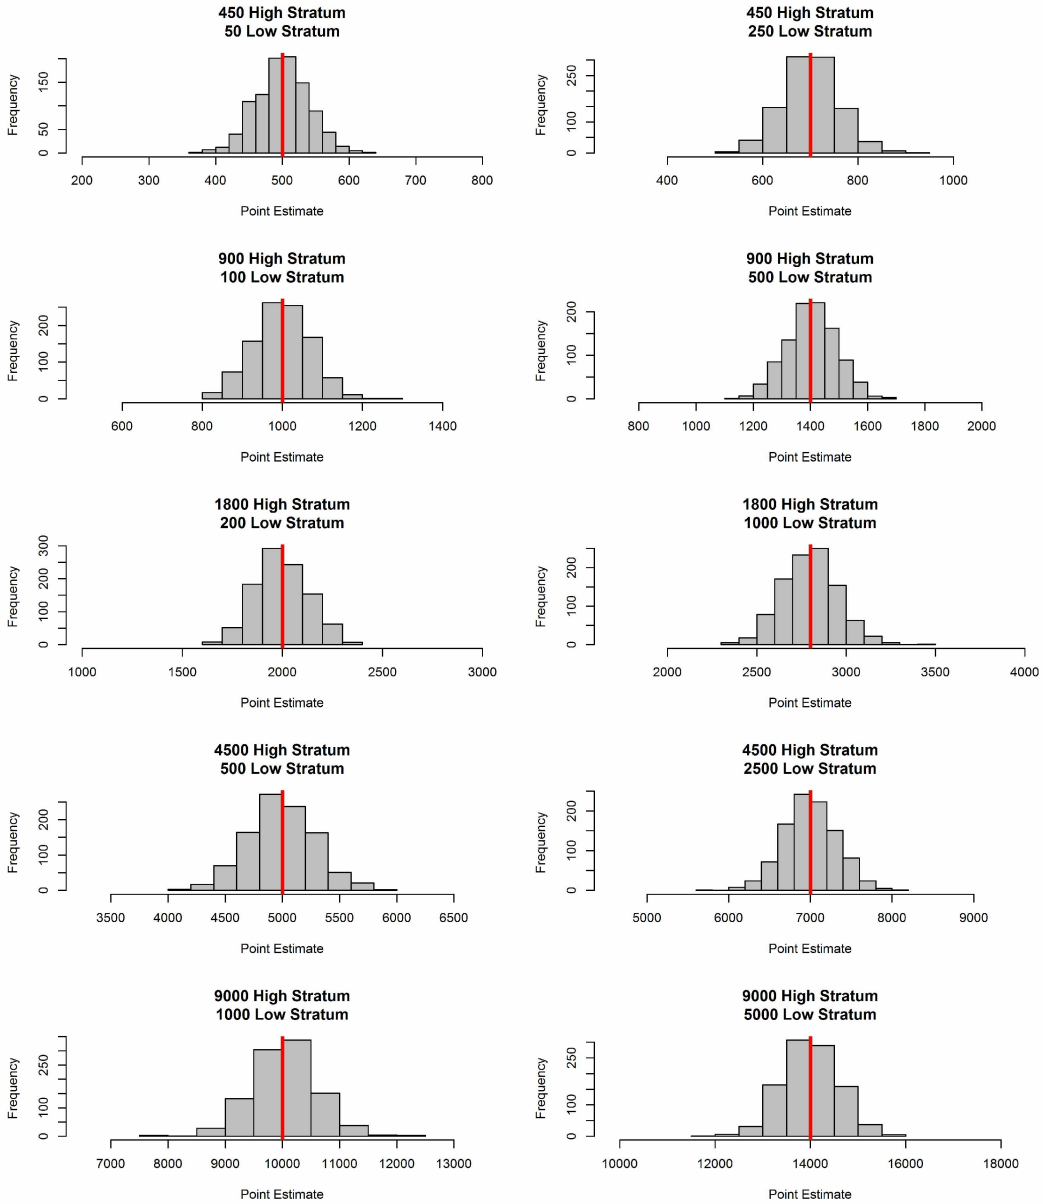 450 High Stratum
50 Low Stratum
Frequency
150
50
0
200 300 400 500 600 700 800
Point Estimate
450 High Stratum
250 Low Stratum
Frequency
250
100
0
400 600 800 1000
Point Estimate
900 High Stratum
100 Low Stratum
Frequency
200
100
0
600 800 1000 1200 1400
Point Estimate
900 High Stratum
500 Low Stratum
Frequency
200
100
0
800 1000 1200 1400 1600 1800 2000
Point Estimate
1800 High Stratum
200 Low Stratum
Frequency
300
200
100
0
1000 1500 2000 2500 3000
Point Estimate
1800 High Stratum
1000 Low Stratum
Frequency
200
100
0
2000 2500 3000 3500 4000
Point Estimate
4500 High Stratum
500 Low Stratum
Frequency
200
100
0
3500 4000 4500 5000 5500 6000 6500
Point Estimate
4500 High Stratum
2500 Low Stratum
Frequency
200
100
0
5000 6000 7000 8000 9000
Point Estimate
9000 High Stratum
1000 Low Stratum
Frequency
250
100
0
7000 8000 9000 10000 11000 12000 13000
Point Estimate
9000 High Stratum
5000 Low Stratum
Frequency
250
100
0
10000 12000 14000 16000 18000
Point Estimate